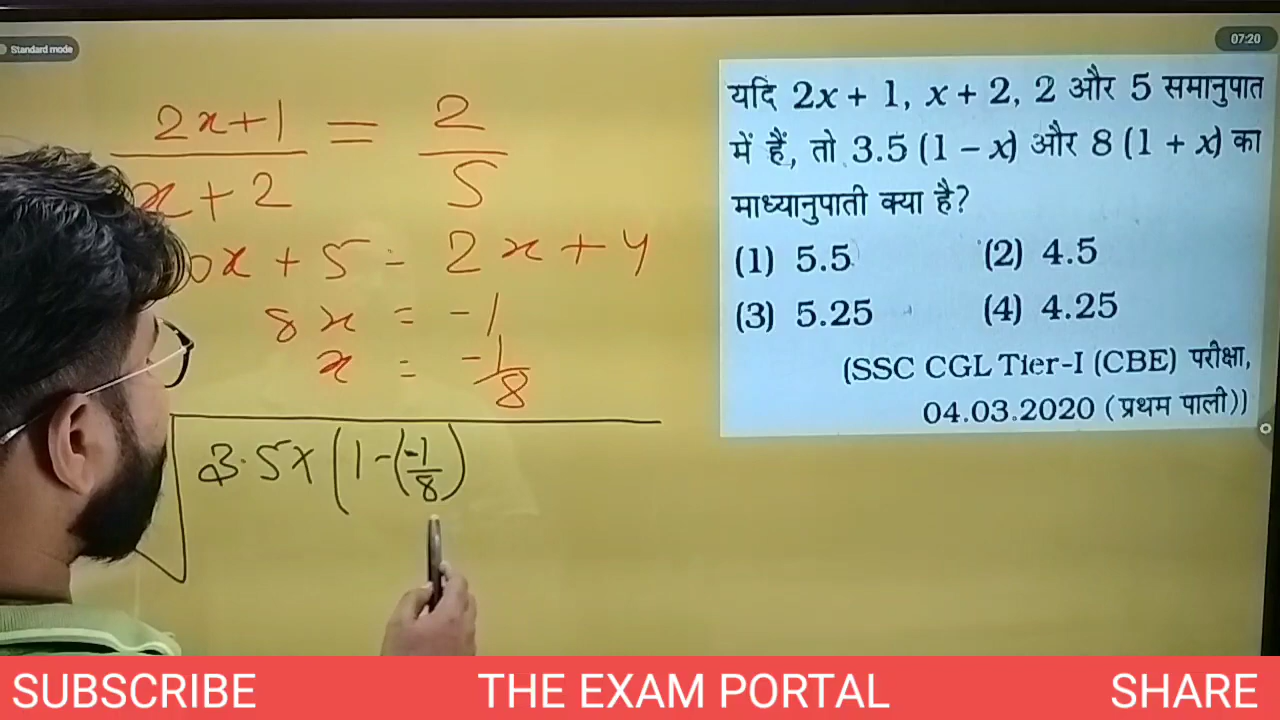 Standard mode
07:20
2x+1 = 2
x+2 5
x + 5 = 2x + 4
8x = -1
x = -1/8
3.5x(1-(-1/8)
यदि 2x + 1, x + 2, 2 और 5 समानुपात
में हैं, तो 3.5 (1 – x) और 8 (1 + x) का
माध्यानुपाती क्या है?
(1) 5.5 (2) 4.5
(3) 5.25 (4) 4.25
(SSC CGL Tier-I (CBE) परीक्षा,
04.03.2020 (प्रथम पाली))
SUBSCRIBE THE EXAM PORTAL SHARE